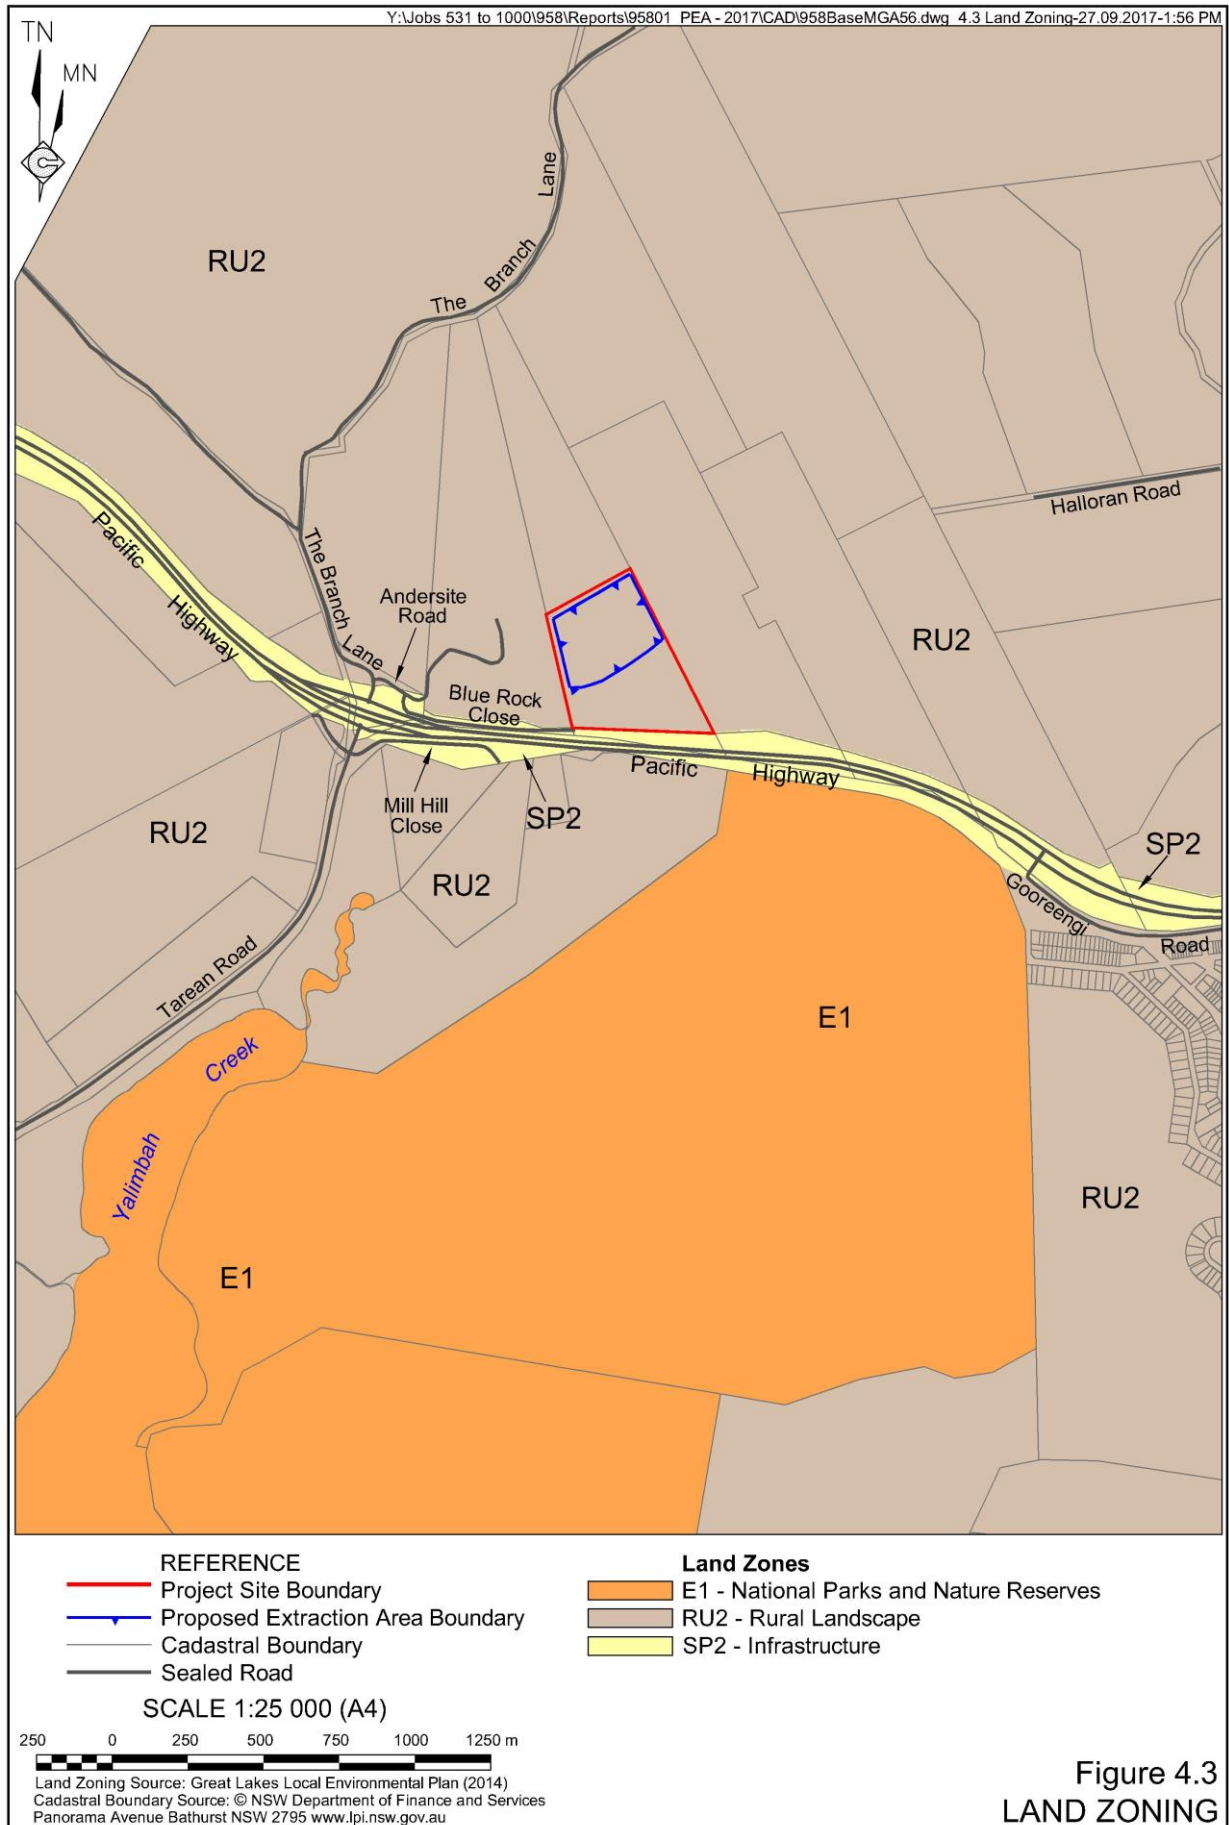 Y:\Jobs 531 to 1000\958\Reports\95801_PEA - 2017\CAD\958BaseMGA56.dwg_4.3 Land Zoning-27.09.2017-1:56 PM
TN
MN
RU2
The Branch Lane
Halloran Road
Pacific Highway
The Branch Lane
Andersite
Road
Blue Rock
Close
RU2
Pacific Highway
Mill Hill
Close
SP2
RU2
RU2
SP2
Gooreengi Road
Tarean Road
E1
Yalimbah Creek
E1
RU2
REFERENCE
Project Site Boundary
Proposed Extraction Area Boundary
Cadastral Boundary
Sealed Road
Land Zones
E1 - National Parks and Nature Reserves
RU2 - Rural Landscape
SP2 - Infrastructure
SCALE 1:25 000 (A4)
250 0 250 500 750 1000 1250 m
Land Zoning Source: Great Lakes Local Environmental Plan (2014)
Cadastral Boundary Source: © NSW Department of Finance and Services
Panorama Avenue Bathurst NSW 2795 www.lpi.nsw.gov.au
Figure 4.3
LAND ZONING